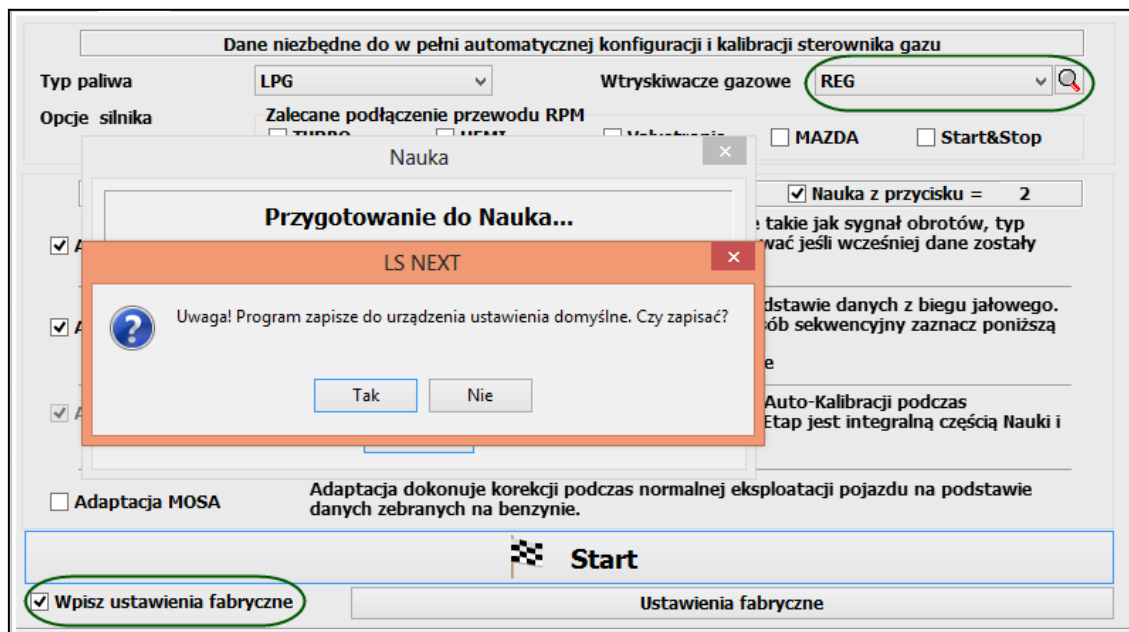 Dane niezbędne do w pełni automatycznej konfiguracji i kalibracji sterownika gazu
Typ paliwa LPG Wtryskiwacze gazowe REG
Opcje silnika Zalecane podłączenie przewodu RPM
MAZDA Start&Stop
Nauka
Przygotowanie do Nauka...
Nauka z przycisku = 2
takie jak sygnał obrotów, typ
wać jeśli wcześniej dane zostały
LS NEXT
Uwaga! Program zapisze do urządzenia ustawienia domyślne. Czy zapisać?
Tak Nie
dstawie danych z biegu jałowego.
ób sekwencyjny zaznacz poniższą
e
Auto-Kalibracji podczas
Etap jest integralną częścią Nauki i
Adaptacja MOSA Adaptacja dokonuje korekcji podczas normalnej eksploatacji pojazdu na podstawie
danych zebranych na benzynie.
Start
Wpisz ustawienia fabryczne Ustawienia fabryczne